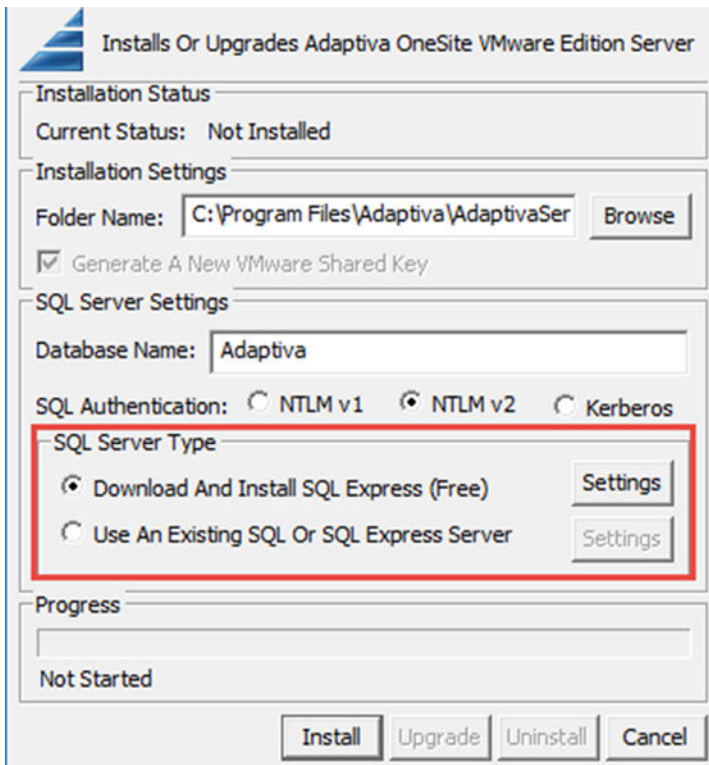 Installs Or Upgrades Adaptiva OneSite VMware Edition Server
Installation Status
Current Status: Not Installed
Installation Settings
Folder Name: C:\Program Files\Adaptiva\AdaptivaSer Browse
Generate A New VMware Shared Key
SQL Server Settings
Database Name: Adaptiva
SQL Authentication: NTLM v1 NTLM v2 Kerberos
SQL Server Type
Download And Install SQL Express (Free) Settings
Use An Existing SQL Or SQL Express Server Settings
Progress
Not Started
Install Upgrade Uninstall Cancel